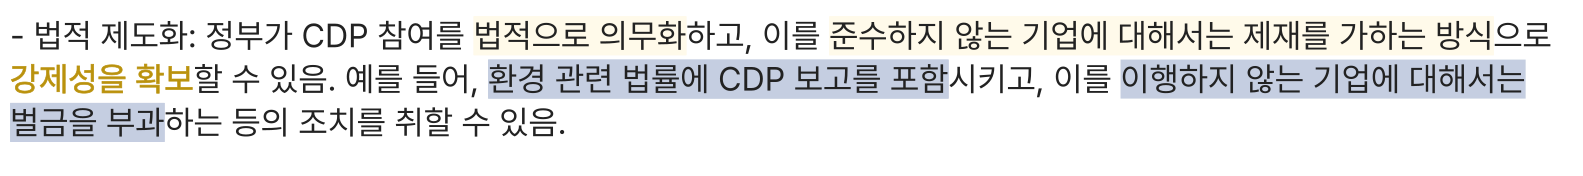 - 법적 제도화: 정부가 CDP 참여를 법적으로 의무화하고, 이를 준수하지 않는 기업에 대해서는 제재를 가하는 방식으로
강제성을 확보할 수 있음. 예를 들어, 환경 관련 법률에 CDP 보고를 포함시키고, 이를 이행하지 않는 기업에 대해서는
벌금을 부과하는 등의 조치를 취할 수 있음.